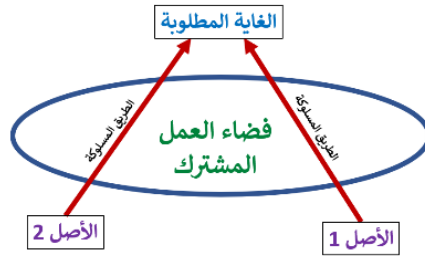 الغاية المطلوبة
الطريق المسلوكة
الطريق المسلوكة
فضاء العمل
المشترك
الأصل 1
الأصل 2